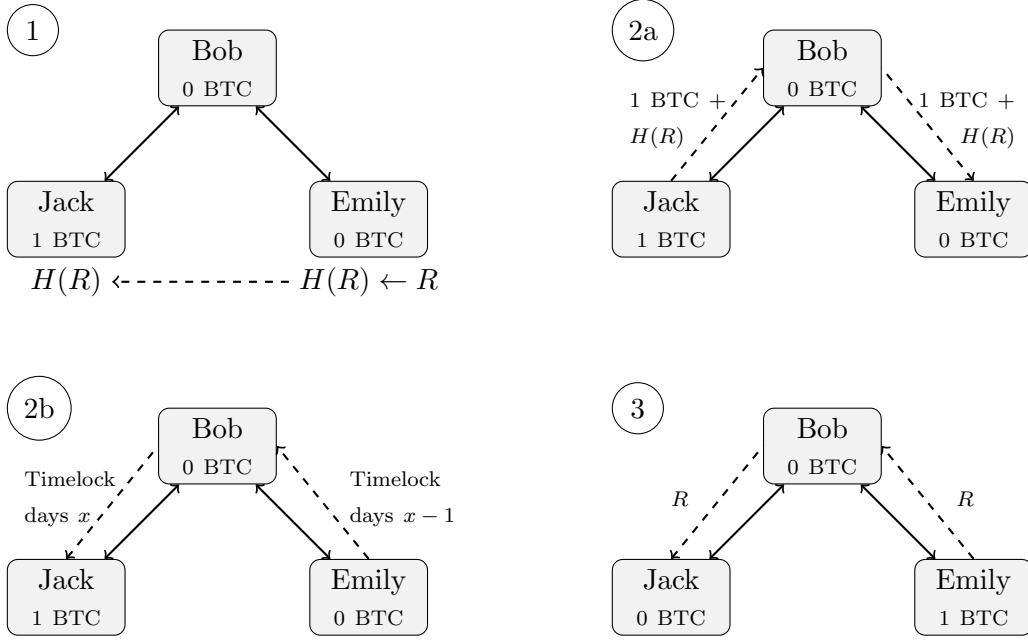 1
Bob
0 BTC
Jack
1 BTC
Emily
0 BTC
H(R)
H(R) ← R
2a
Bob
0 BTC
1 BTC +
H(R)
1 BTC +
H(R)
Jack
1 BTC
Emily
0 BTC
2b
Bob
0 BTC
Timelock
days x
Timelock
days x − 1
Jack
1 BTC
Emily
0 BTC
3
Bob
0 BTC
R
R
Jack
0 BTC
Emily
1 BTC